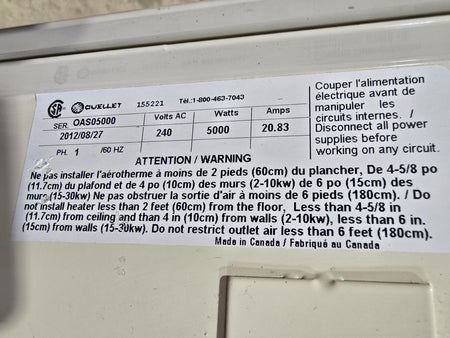 OUELLET 155221 Tél.:1-800-463-7043
SER OAS05000
2012/08/27
Volts AC Watts Amps
240 5000 20.83
PH. 1 /60 HZ
Couper l'alimentation
électrique avant de
manipuler les
circuits internes. /
Disconnect all power
supplies before
working on any circuit.
ATTENTION / WARNING
Ne pas installer l'aérotherme à moins de 2 pieds (60cm) du plancher, De 4-5/8 po
(11.7cm) du plafond et de 4 po (10cm) des murs (2-10kw) de 6 po (15cm) des
murs (15-30kw) Ne pas obstruer la sortie d'air à moins de 6 pieds (180cm). / Do
not install heater less than 2 feet (60cm) from the floor, Less than 4-5/8 in
(11.7cm) from ceiling and than 4 in (10cm) from walls (2-10kw), less than 6 in.
(15cm) from walls (15-30kw). Do not restrict outlet air less than 6 feet (180cm).
Made in Canada / Fabriqué au Canada